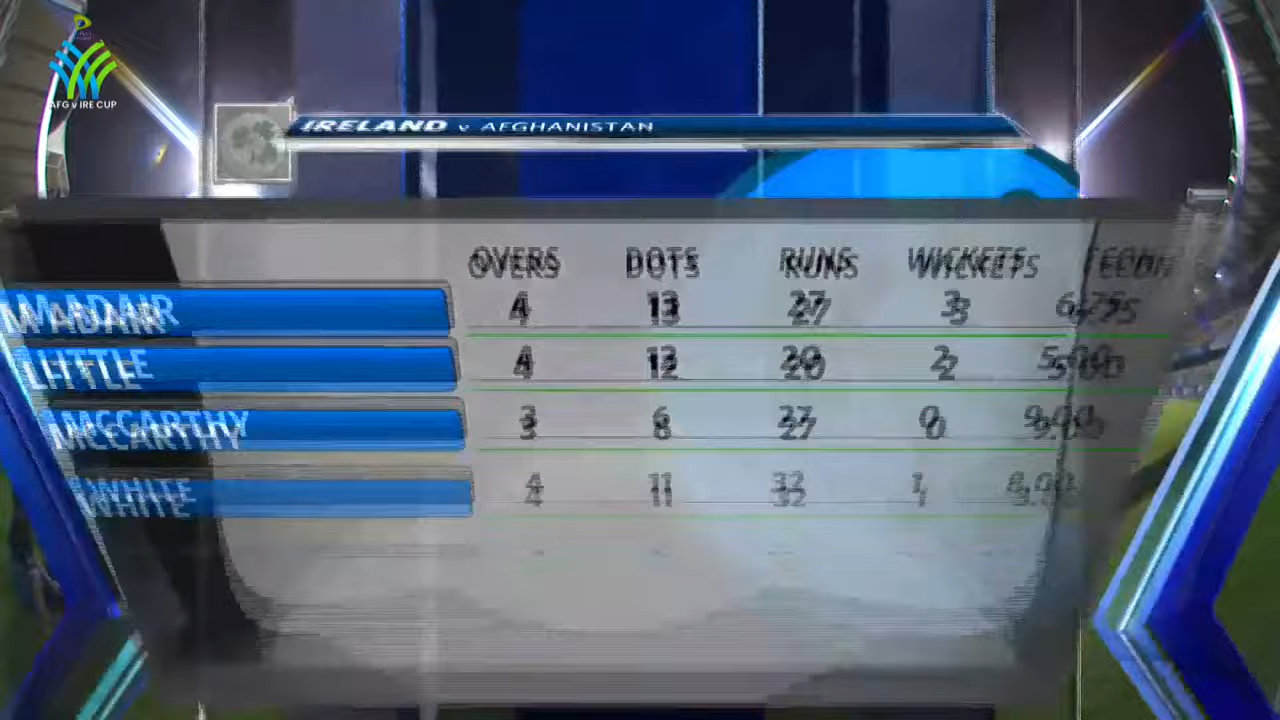 AFG v IRE CUP
IRELAND v AFGHANISTAN
OVERS DOTS RUNS WICKETS ECON
M ADAIR 4 13 27 3 6.75
LITTLE 4 12 20 2 5.00
MCCARTHY 3 27 0 9.00
WHITE 4 11 32 1 8.00